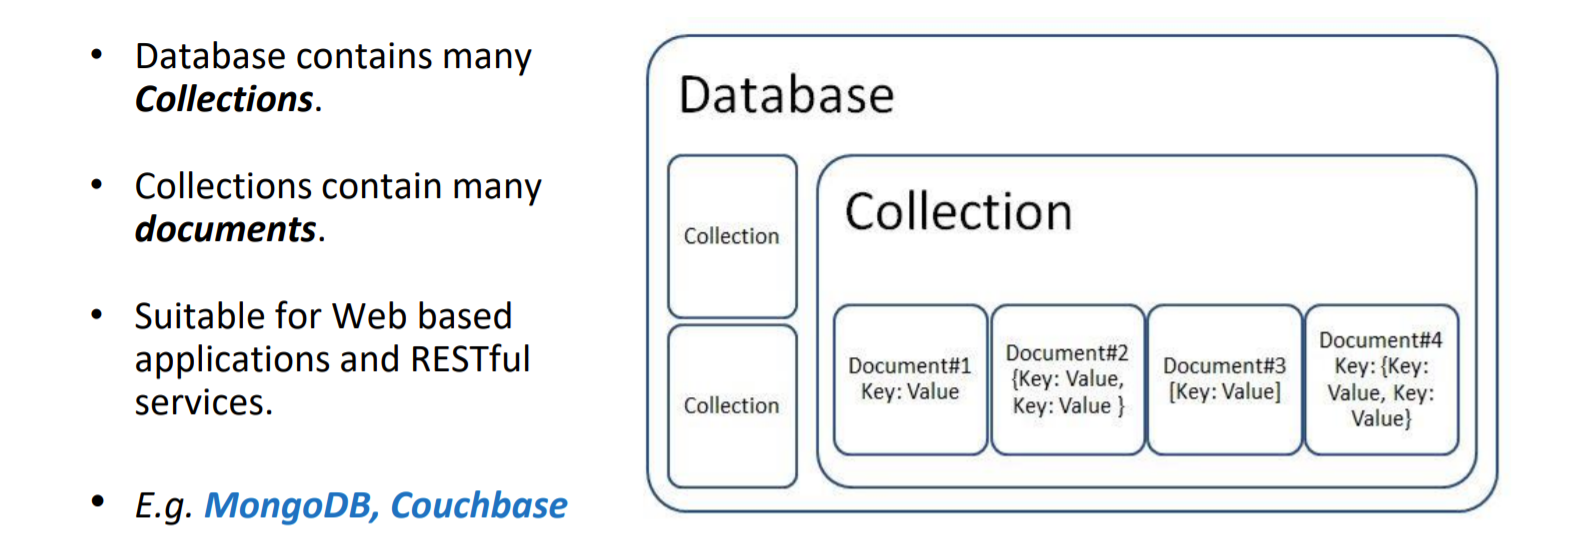 • Database contains many
Collections.
• Collections contain many
documents.
• Suitable for Web based
applications and RESTful
services.
• E.g. MongoDB, Couchbase
Database
Collection
Collection
Collection
Document#1
Key: Value
Document#2
{Key: Value,
Key: Value }
Document#3
[Key: Value]
Document#4
Key: {Key:
Value, Key:
Value}